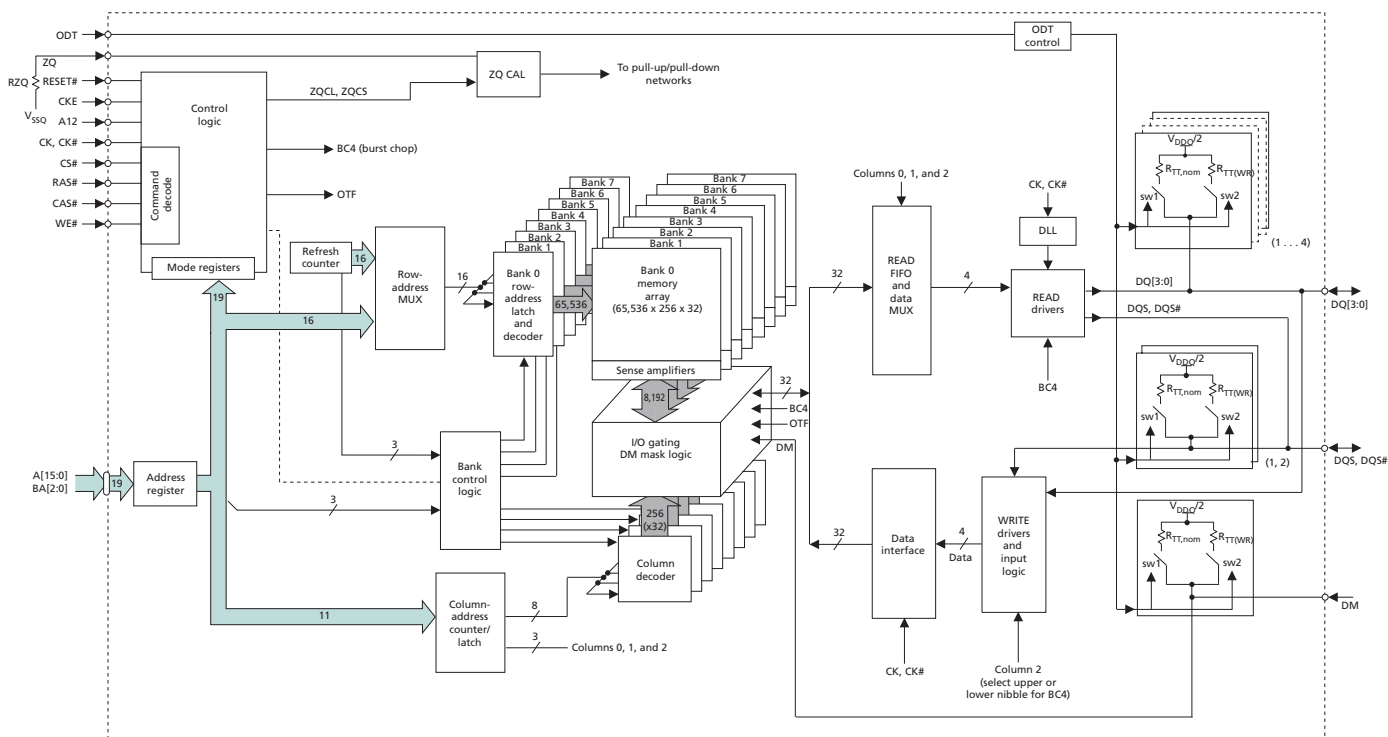 ODT
ODT
control
ZQ
RZQ
RESET#
ZQ CAL
To pull-up/pull-down
networks
CKE
VSSQ
A12
CK, CK#
CS#
RAS#
CAS#
WE#
Control
logic
Command
decode
Mode registers
ZQCL, ZQCS
BC4 (burst chop)
OTF
Refresh
counter
16
Row-
address
MUX
16
19
16
Bank 7
Bank 6
Bank 5
Bank 4
Bank 3
Bank 2
Bank 1
Bank 0
row-
address
latch
and
decoder
65,536
Bank 7
Bank 6
Bank 5
Bank 4
Bank 3
Bank 2
Bank 1
Bank 0
memory
array
(65,536 x 256 x 32)
Sense amplifiers
8,192
32
BC4
OTF
DM
I/O gating
DM mask logic
256
(x32)
Column
decoder
3
3
Bank
control
logic
A[15:0]
BA[2:0]
19
Address
register
11
Column-
address
counter/
latch
8
3
Columns 0, 1, and 2
Columns 0, 1, and 2
32
READ
FIFO
and
data
MUX
4
CK, CK#
DLL
READ
drivers
BC4
DQ[3:0]
DQS, DQS#
VDDQ/2
RTT,nom
RTT(WR)
sw1
sw2
(1 . . . 4)
DQ[3:0]
VDDQ/2
RTT,nom
RTT(WR)
sw1
sw2
(1, 2)
DQS, DQS#
32
Data
interface
4
Data
WRITE
drivers
and
input
logic
CK, CK#
Column 2
(select upper or
lower nibble for BC4)
VDDQ/2
RTT,nom
RTT(WR)
sw1
sw2
DM